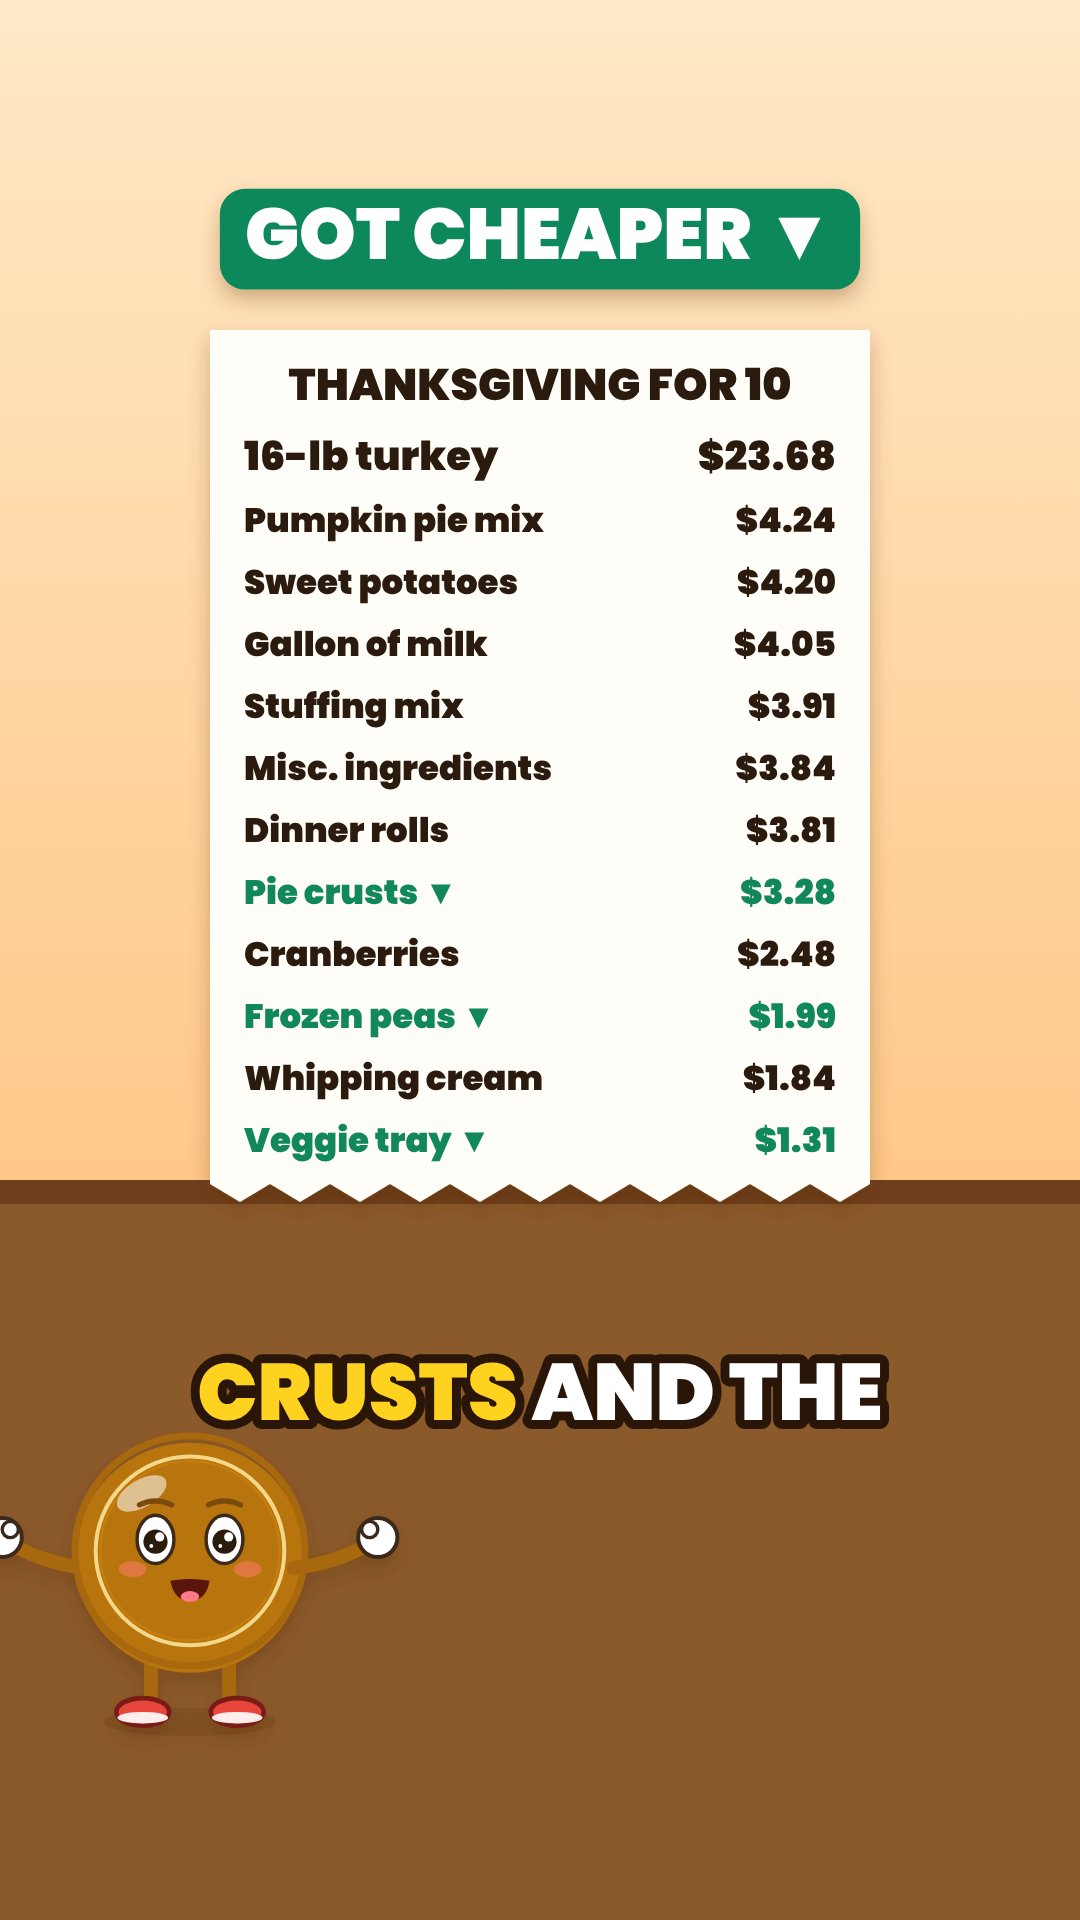 GOT CHEAPER ▼
THANKSGIVING FOR 10
16-lb turkey $23.68
Pumpkin pie mix $4.24
Sweet potatoes $4.20
Gallon of milk $4.05
Stuffing mix $3.91
Misc. ingredients $3.84
Dinner rolls $3.81
Pie crusts ▼ $3.28
Cranberries $2.48
Frozen peas ▼ $1.99
Whipping cream $1.84
Veggie tray ▼ $1.31
CRUSTS AND THE